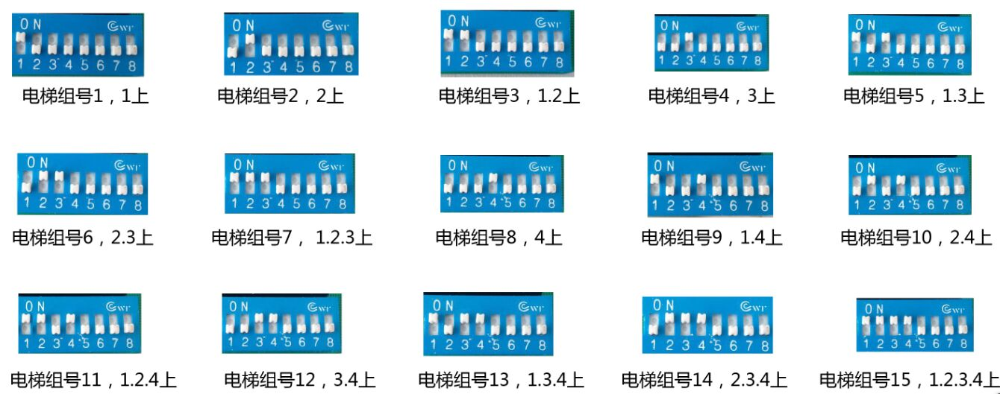 ON
1 2 3 4 5 6 7 8
电梯组号1，1上
ON
1 2 3 4 5 6 7 8
电梯组号2，2上
ON
1 2 3 4 5 6 7 8
电梯组号3，1.2上
ON
1 2 3 4 5 6 7 8
电梯组号4，3上
ON
1 2 3 4 5 6 7 8
电梯组号5，1.3上
ON
1 2 3 4 5 6 7 8
电梯组号6，2.3上
ON
1 2 3 4 5 6 7 8
电梯组号7， 1.2.3上
ON
1 2 3 4 5 6 7 8
电梯组号8，4上
ON
1 2 3 4 5 6 7 8
电梯组号9，1.4上
ON
1 2 3 4 5 6 7 8
电梯组号10，2.4上
ON
1 2 3 4 5 6 7 8
电梯组号11，1.2.4上
ON
1 2 3 4 5 6 7 8
电梯组号12，3.4上
ON
1 2 3 4 5 6 7 8
电梯组号13，1.3.4上
ON
1 2 3 4 5 6 7 8
电梯组号14，2.3.4上
ON
1 2 3 4 5 6 7 8
电梯组号15，1.2.3.4上